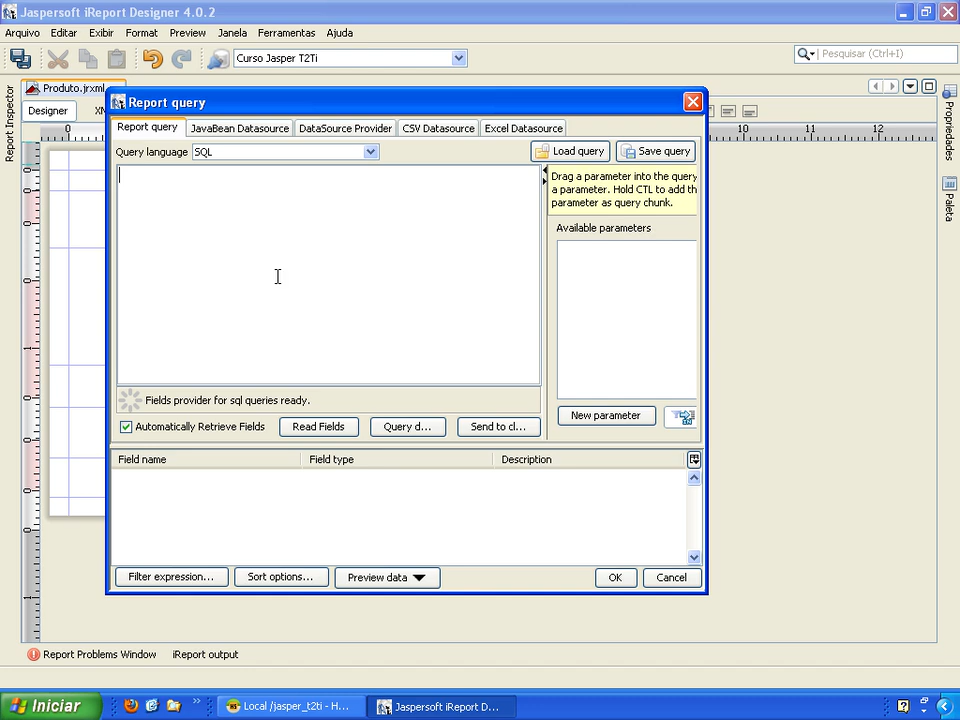 Jaspersoft iReport Designer 4.0.2
Arquivo Editar Exibir Format Preview Janela Ferramentas Ajuda
Curso Jasper T2Ti
Pesquisar (Ctrl+I)
Produto.jrxml
Designer
Report Inspector
Propriedades
Paleta
0 10 11 12
Report query
Report query JavaBean Datasource DataSource Provider CSV Datasource Excel Datasource
Query language SQL
Load query Save query
Drag a parameter into the query
a parameter. Hold CTL to add the
parameter as query chunk.
Available parameters
Fields provider for sql queries ready.
New parameter
Automatically Retrieve Fields Read Fields Query d... Send to cl...
Field name Field type Description
Filter expression... Sort options... Preview data OK Cancel
Report Problems Window iReport output
Iniciar » Local /jasper_t2ti - H... Jaspersoft iReport D...